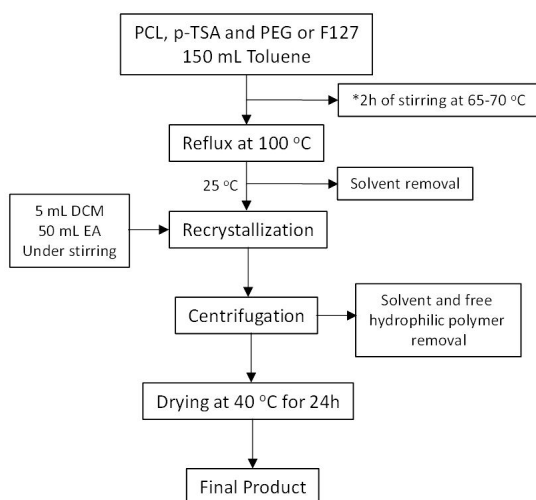 PCL, p-TSA and PEG or F127
150 mL Toluene
*2h of stirring at 65-70 °C
Reflux at 100 °C
25 °C
Solvent removal
5 mL DCM
50 mL EA
Under stirring
Recrystallization
Centrifugation
Solvent and free
hydrophilic polymer
removal
Drying at 40 °C for 24h
Final Product